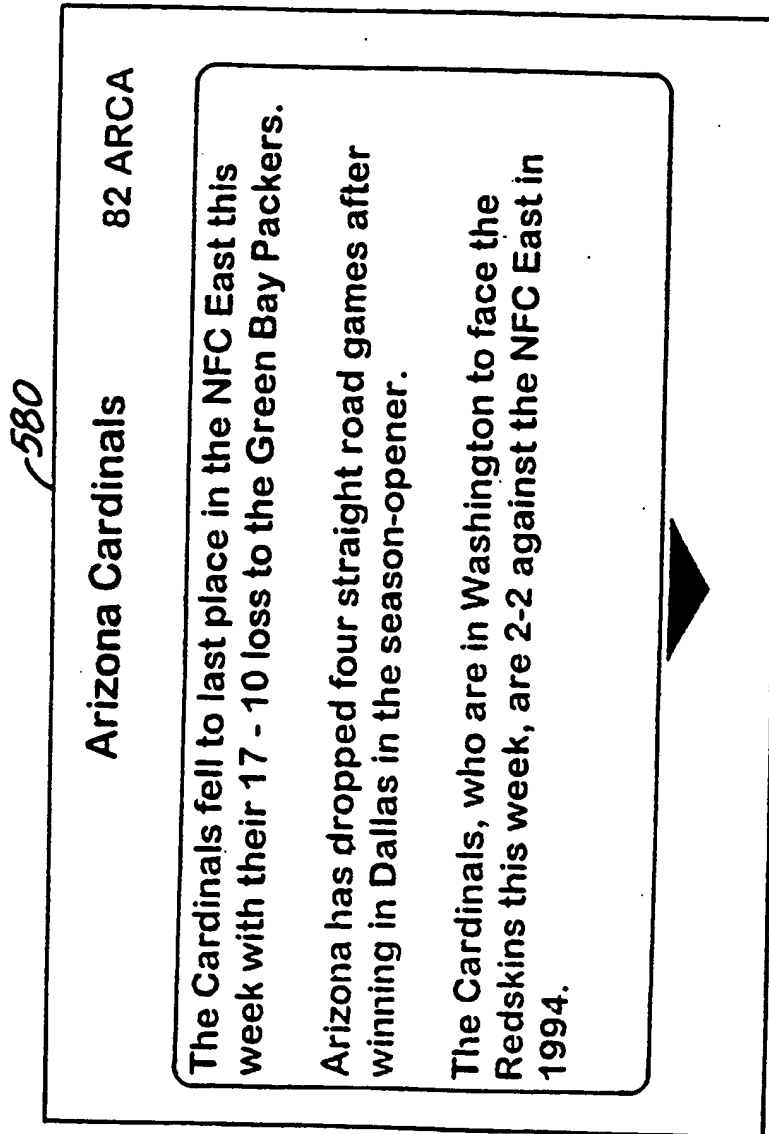 580
Arizona Cardinals 82 ARCA
The Cardinals fell to last place in the NFC East this
week with their 17 - 10 loss to the Green Bay Packers.
Arizona has dropped four straight road games after
winning in Dallas in the season-opener.
The Cardinals, who are in Washington to face the
Redskins this week, are 2-2 against the NFC East in
1994.